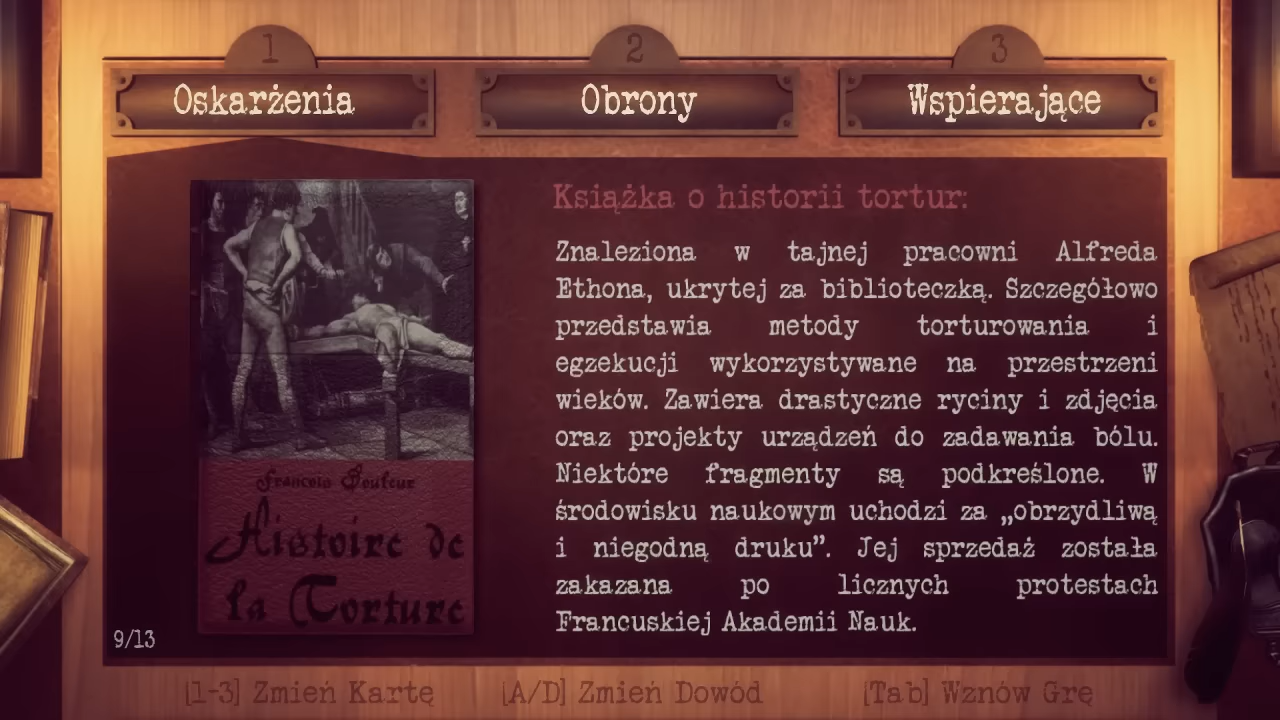 1
2
3
Oskarżenia
Obrony
Wspierające
Książka o historii tortur:
Znaleziona w tajnej pracowni Alfreda
Ethona, ukrytej za biblioteczką. Szczegółowo
przedstawia metody torturowania i
egzekucji wykorzystywane na przestrzeni
wieków. Zawiera drastyczne ryciny i zdjęcia
oraz projekty urządzeń do zadawania bólu.
Niektóre fragmenty są podkreślone. W
środowisku naukowym uchodzi za „obrzydliwą
i niegodną druku”. Jej sprzedaż została
zakazana po licznych protestach
Francuskiej Akademii Nauk.
Histoire de
la Torture
9/13
[1-3] Zmień Kartę
[A/D] Zmień Dowód
[Tab] Wznów Grę